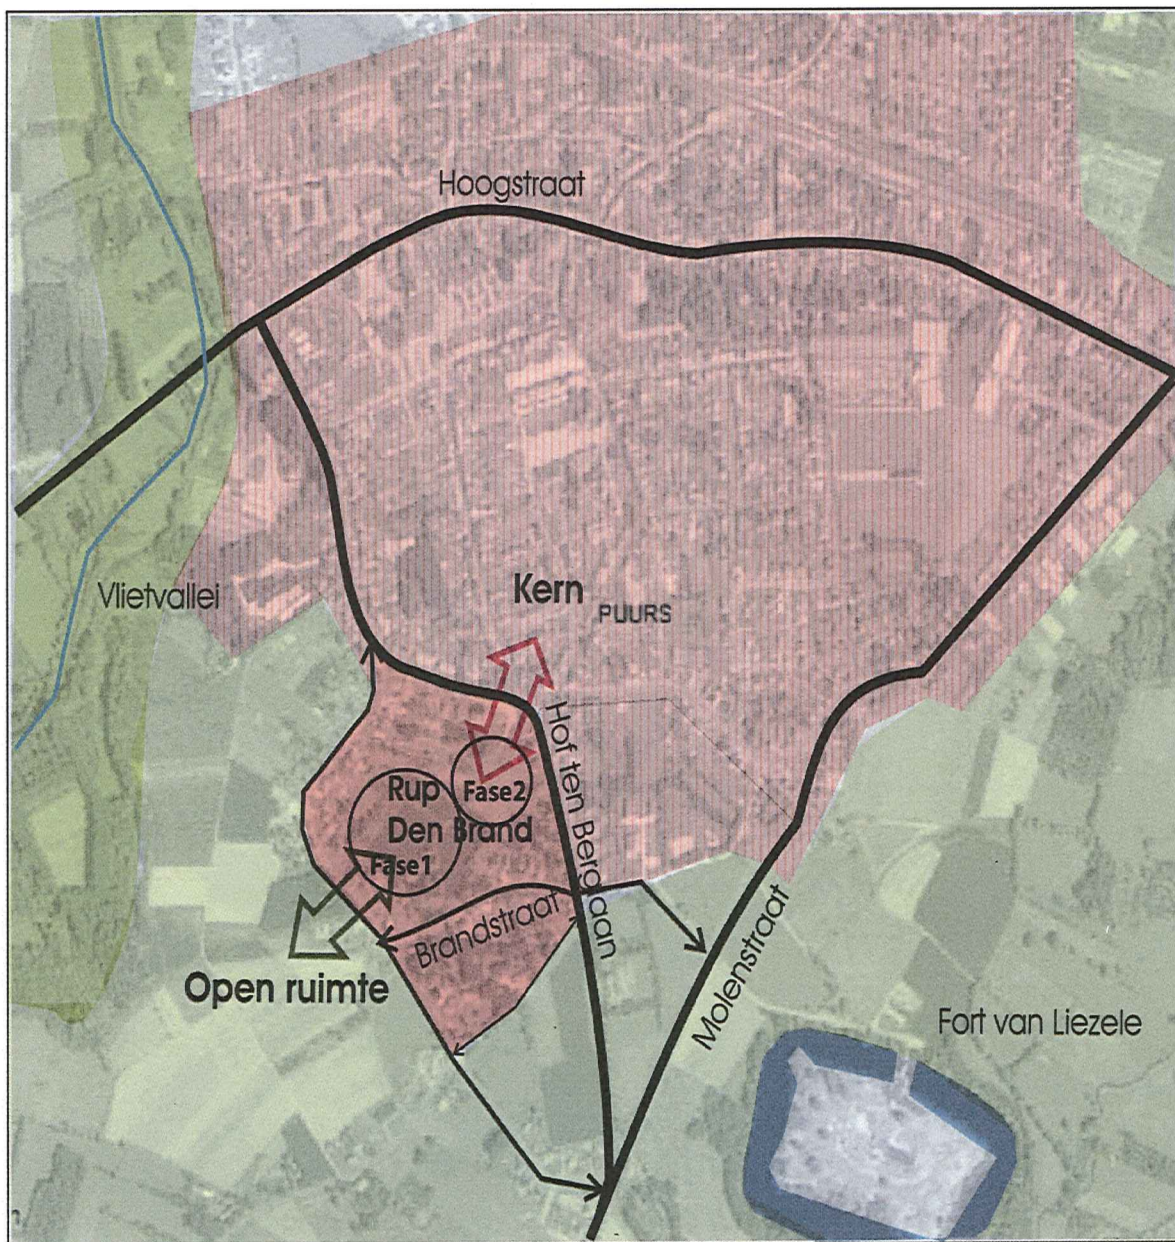 Hoogstraat
Vlietvallei
Kern
PUURS
Hof ten Berglaan
Rup
Fase2
Den Brand
Fase1
Brandstraat
Open ruimte
Molenstraat
Fort van Liezele